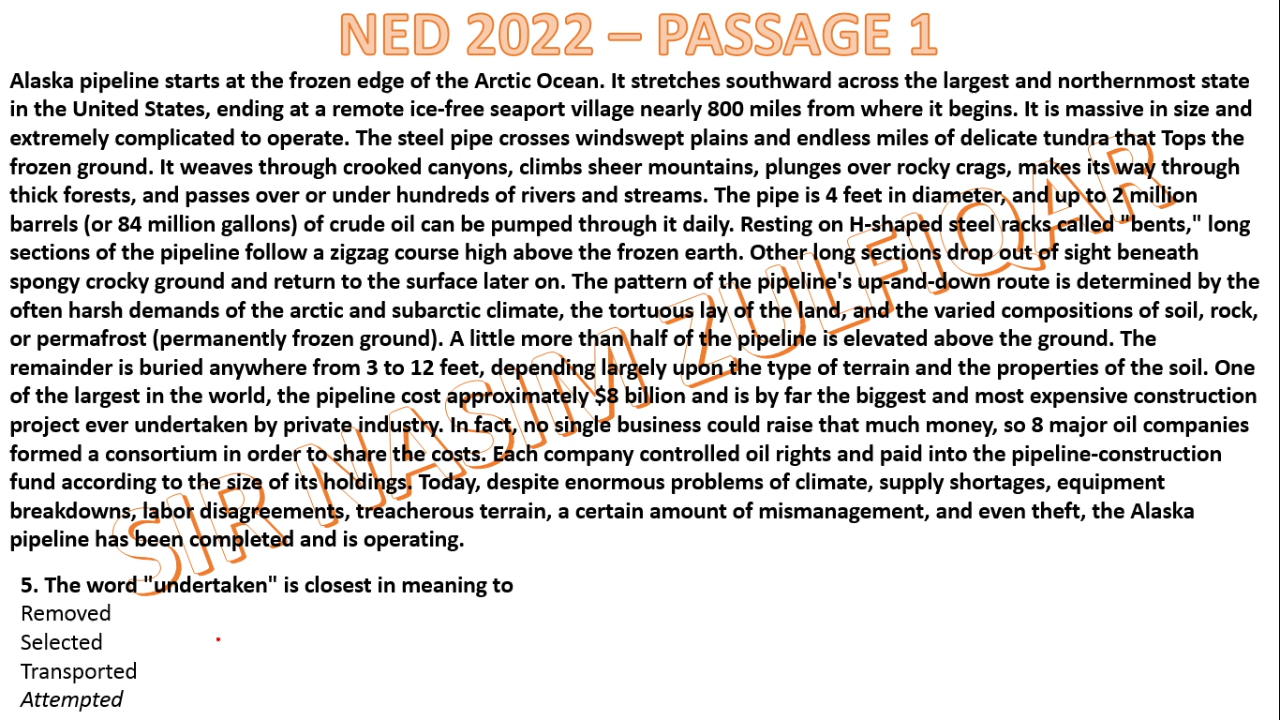 NED 2022 – PASSAGE 1
Alaska pipeline starts at the frozen edge of the Arctic Ocean. It stretches southward across the largest and northernmost state
in the United States, ending at a remote ice-free seaport village nearly 800 miles from where it begins. It is massive in size and
extremely complicated to operate. The steel pipe crosses windswept plains and endless miles of delicate tundra that Tops the
frozen ground. It weaves through crooked canyons, climbs sheer mountains, plunges over rocky crags, makes its way through
thick forests, and passes over or under hundreds of rivers and streams. The pipe is 4 feet in diameter, and up to 2 million
barrels (or 84 million gallons) of crude oil can be pumped through it daily. Resting on H-shaped steel racks called "bents," long
sections of the pipeline follow a zigzag course high above the frozen earth. Other long sections drop out of sight beneath
spongy crocky ground and return to the surface later on. The pattern of the pipeline's up-and-down route is determined by the
often harsh demands of the arctic and subarctic climate, the tortuous lay of the land, and the varied compositions of soil, rock,
or permafrost (permanently frozen ground). A little more than half of the pipeline is elevated above the ground. The
remainder is buried anywhere from 3 to 12 feet, depending largely upon the type of terrain and the properties of the soil. One
of the largest in the world, the pipeline cost approximately $8 billion and is by far the biggest and most expensive construction
project ever undertaken by private industry. In fact, no single business could raise that much money, so 8 major oil companies
formed a consortium in order to share the costs. Each company controlled oil rights and paid into the pipeline-construction
fund according to the size of its holdings. Today, despite enormous problems of climate, supply shortages, equipment
breakdowns, labor disagreements, treacherous terrain, a certain amount of mismanagement, and even theft, the Alaska
pipeline has been completed and is operating.
SIR NASIM ZULFIQAR
5. The word "undertaken" is closest in meaning to
Removed
Selected
Transported
Attempted